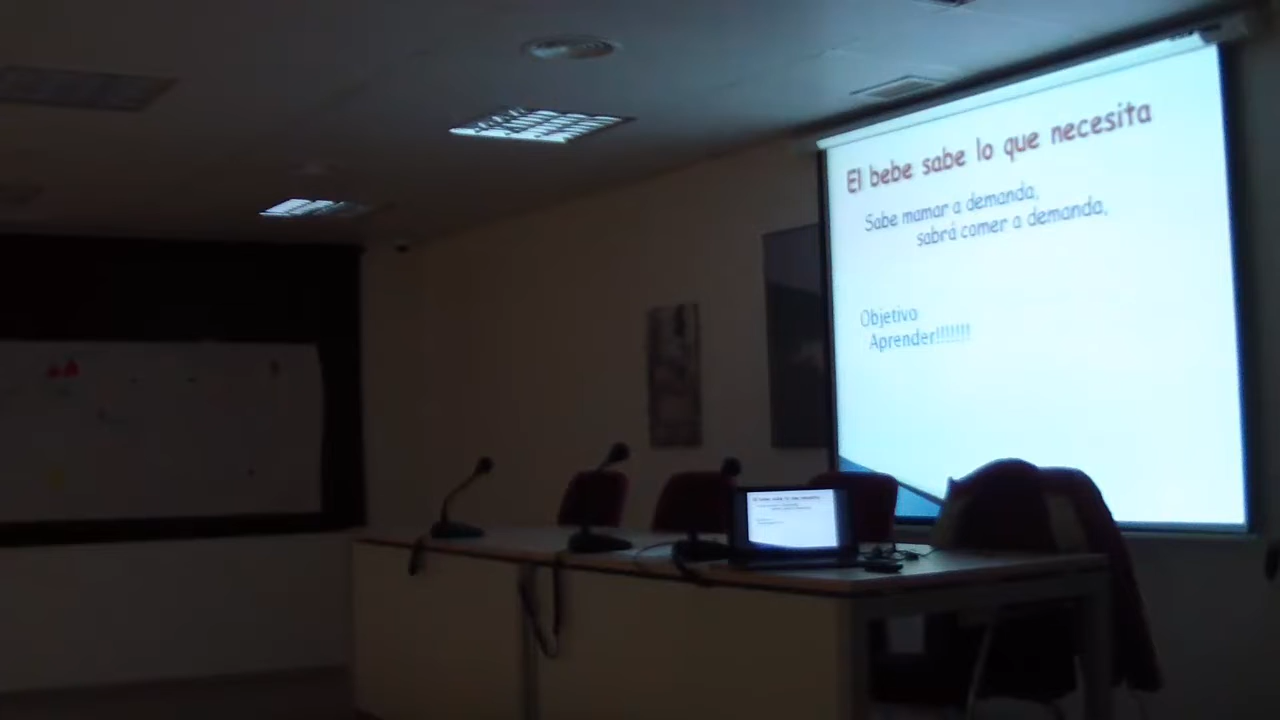 El bebe sabe lo que necesita
Sabe mamar a demanda,
sabrá comer a demanda,
Objetivo
Aprender!!!!!!!